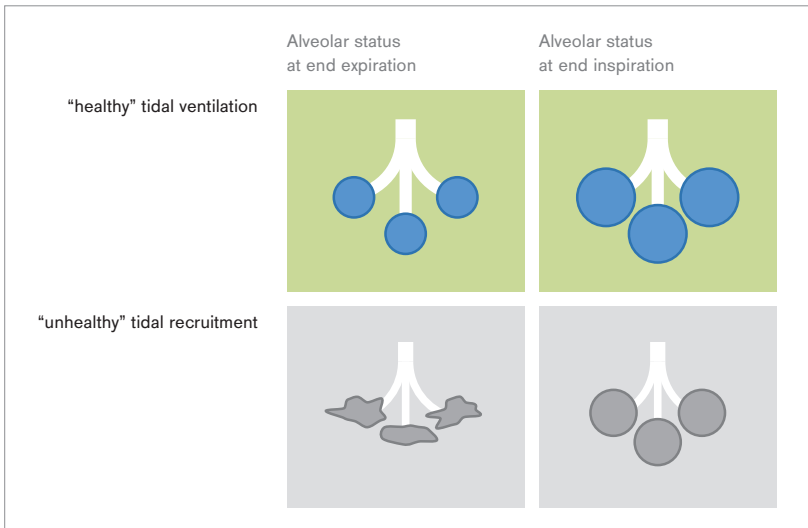 Alveolar status
at end expiration
Alveolar status
at end inspiration
“healthy” tidal ventilation
“unhealthy” tidal recruitment